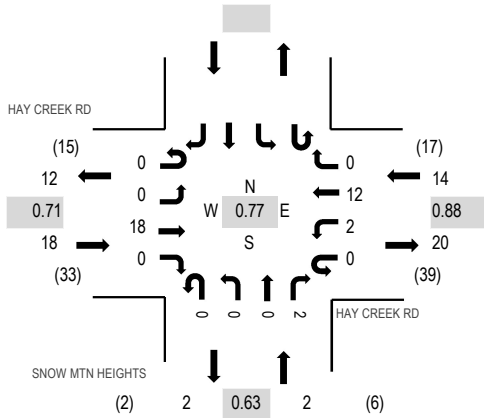 HAY CREEK RD
(15)
(17)
0
0
12
14
0
N
12
0.71
W 0.77 E
0.88
18
2
18
S
20
0
0
(33)
(39)
0 0 0 2
HAY CREEK RD
SNOW MTN HEIGHTS
(2) 2 0.63 2 (6)